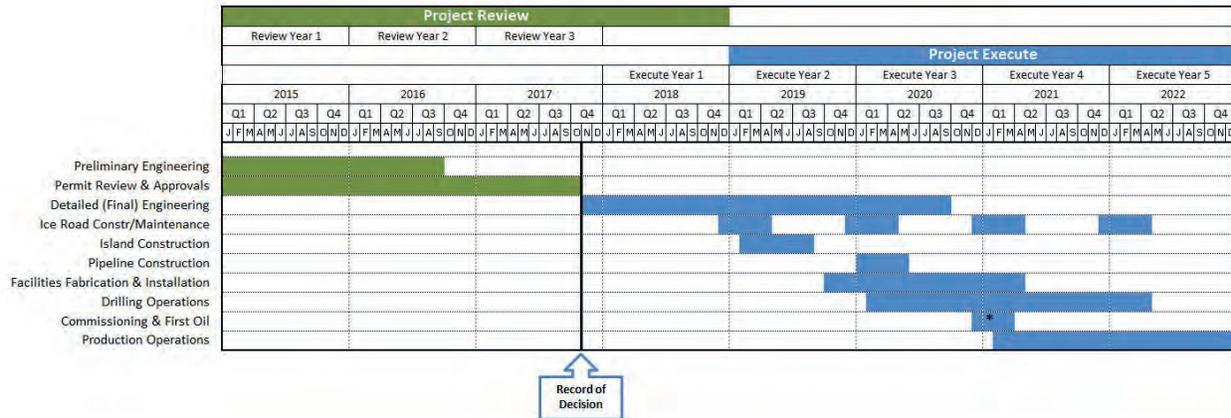 Project Review
Review Year 1 Review Year 2 Review Year 3
Project Execute
Execute Year 1 Execute Year 2 Execute Year 3 Execute Year 4 Execute Year 5
2015 2016 2017 2018 2019 2020 2021 2022
Q1 Q2 Q3 Q4 Q1 Q2 Q3 Q4 Q1 Q2 Q3 Q4 Q1 Q2 Q3 Q4 Q1 Q2 Q3 Q4 Q1 Q2 Q3 Q4 Q1 Q2 Q3 Q4 Q1 Q2 Q3 Q4
J F M A M J J A S O N D J F M A M J J A S O N D J F M A M J J A S O N D J F M A M J J A S O N D J F M A M J J A S O N D J F M A M J J A S O N D J F M A M J J A S O N D J F M A M J J A S O N D
Preliminary Engineering
Permit Review & Approvals
Detailed (Final) Engineering
Ice Road Constr/Maintenance
Island Construction
Pipeline Construction
Facilities Fabrication & Installation
Drilling Operations
Commissioning & First Oil *
Production Operations
Record of
Decision